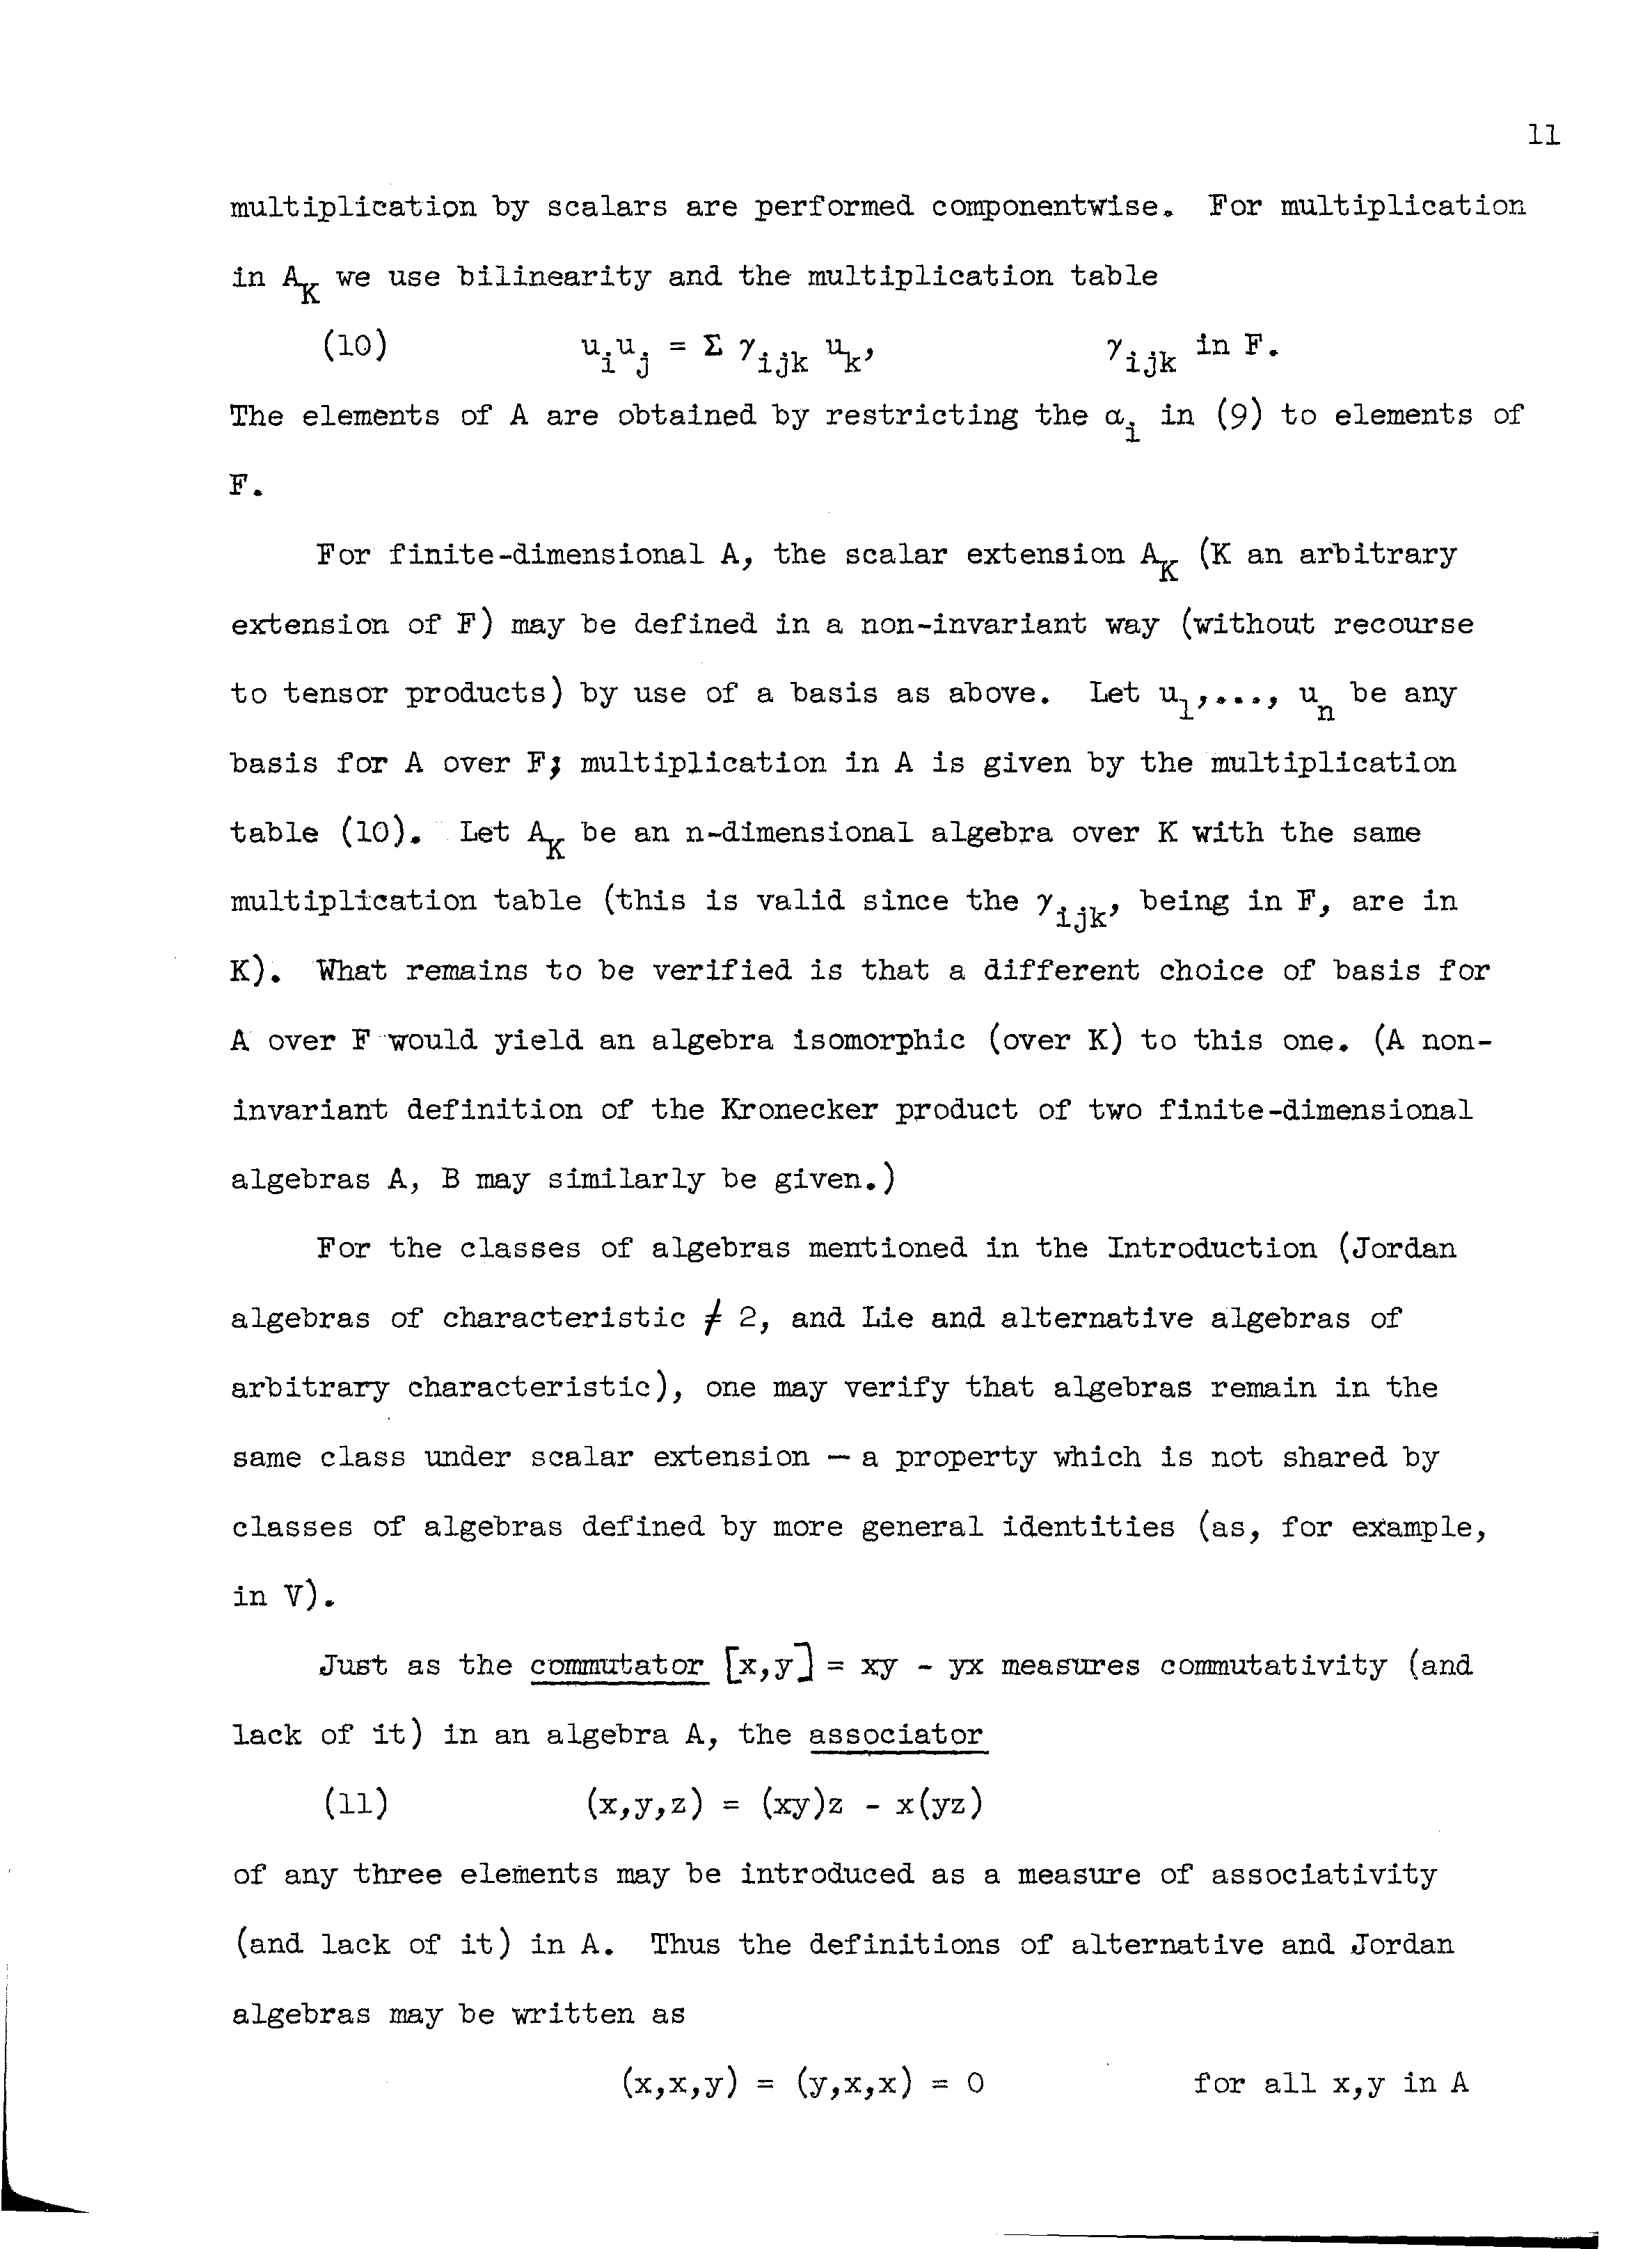 11
multiplication by scalars are performed componentwise. For multiplication
in A_K we use bilinearity and the multiplication table
(10) u_i u_j = Σ γ_ijk u_k, γ_ijk in F.
The elements of A are obtained by restricting the α_i in (9) to elements of
F.
For finite-dimensional A, the scalar extension A_K (K an arbitrary
extension of F) may be defined in a non-invariant way (without recourse
to tensor products) by use of a basis as above. Let u_1,..., u_n be any
basis for A over F; multiplication in A is given by the multiplication
table (10). Let A_K be an n-dimensional algebra over K with the same
multiplication table (this is valid since the γ_ijk, being in F, are in
K). What remains to be verified is that a different choice of basis for
A over F would yield an algebra isomorphic (over K) to this one. (A non-
invariant definition of the Kronecker product of two finite-dimensional
algebras A, B may similarly be given.)
For the classes of algebras mentioned in the Introduction (Jordan
algebras of characteristic ≠ 2, and Lie and alternative algebras of
arbitrary characteristic), one may verify that algebras remain in the
same class under scalar extension — a property which is not shared by
classes of algebras defined by more general identities (as, for example,
in V).
Just as the commutator [x,y] = xy - yx measures commutativity (and
lack of it) in an algebra A, the associator
(11) (x,y,z) = (xy)z - x(yz)
of any three elements may be introduced as a measure of associativity
(and lack of it) in A. Thus the definitions of alternative and Jordan
algebras may be written as
(x,x,y) = (y,x,x) = 0 for all x,y in A